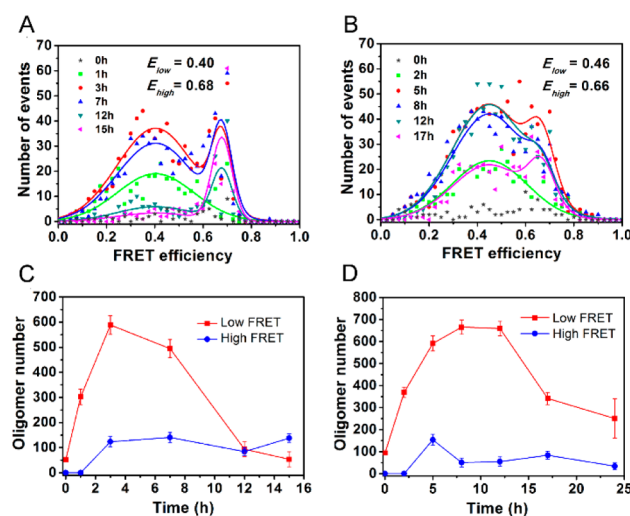 A
Number of events
70
60
50
40
30
20
10
0
0h
1h
3h
7h
12h
15h
E low = 0.40
E high = 0.68
0.0 0.2 0.4 0.6 0.8 1.0
FRET efficiency
B
Number of events
70
60
50
40
30
20
10
0
0h
2h
5h
8h
12h
17h
E low = 0.46
E high = 0.66
0.0 0.2 0.4 0.6 0.8 1.0
FRET efficiency
C
Oligomer number
700
600
500
400
300
200
100
0
Low FRET
High FRET
0 2 4 6 8 10 12 14 16
Time (h)
D
Oligomer number
800
700
600
500
400
300
200
100
0
Low FRET
High FRET
0 5 10 15 20 25
Time (h)